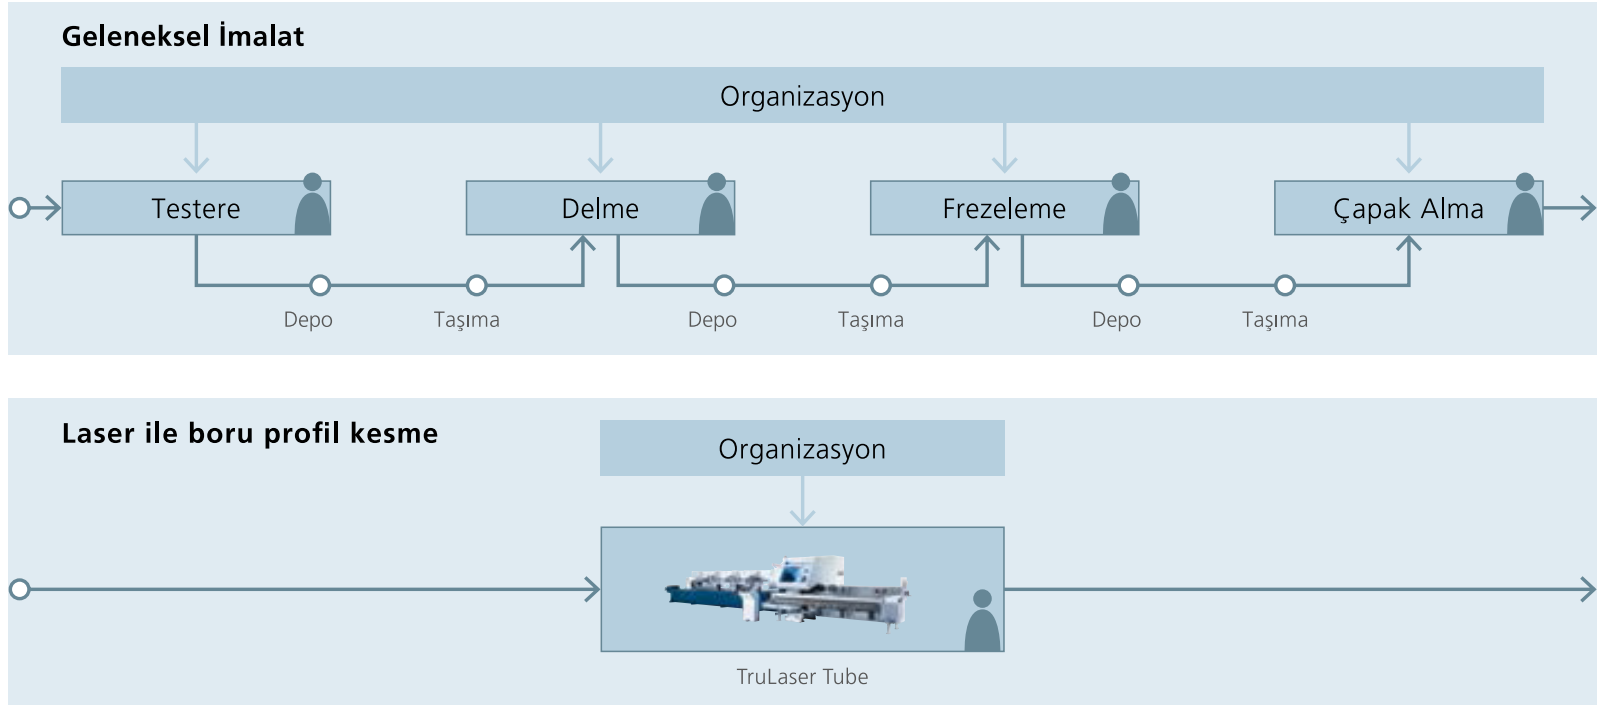 Geleneksel İmalat
Organizasyon
Testere
Delme
Frezeleme
Çapak Alma
Depo
Taşıma
Depo
Taşıma
Depo
Taşıma
Laser ile boru profil kesme
Organizasyon
TruLaser Tube